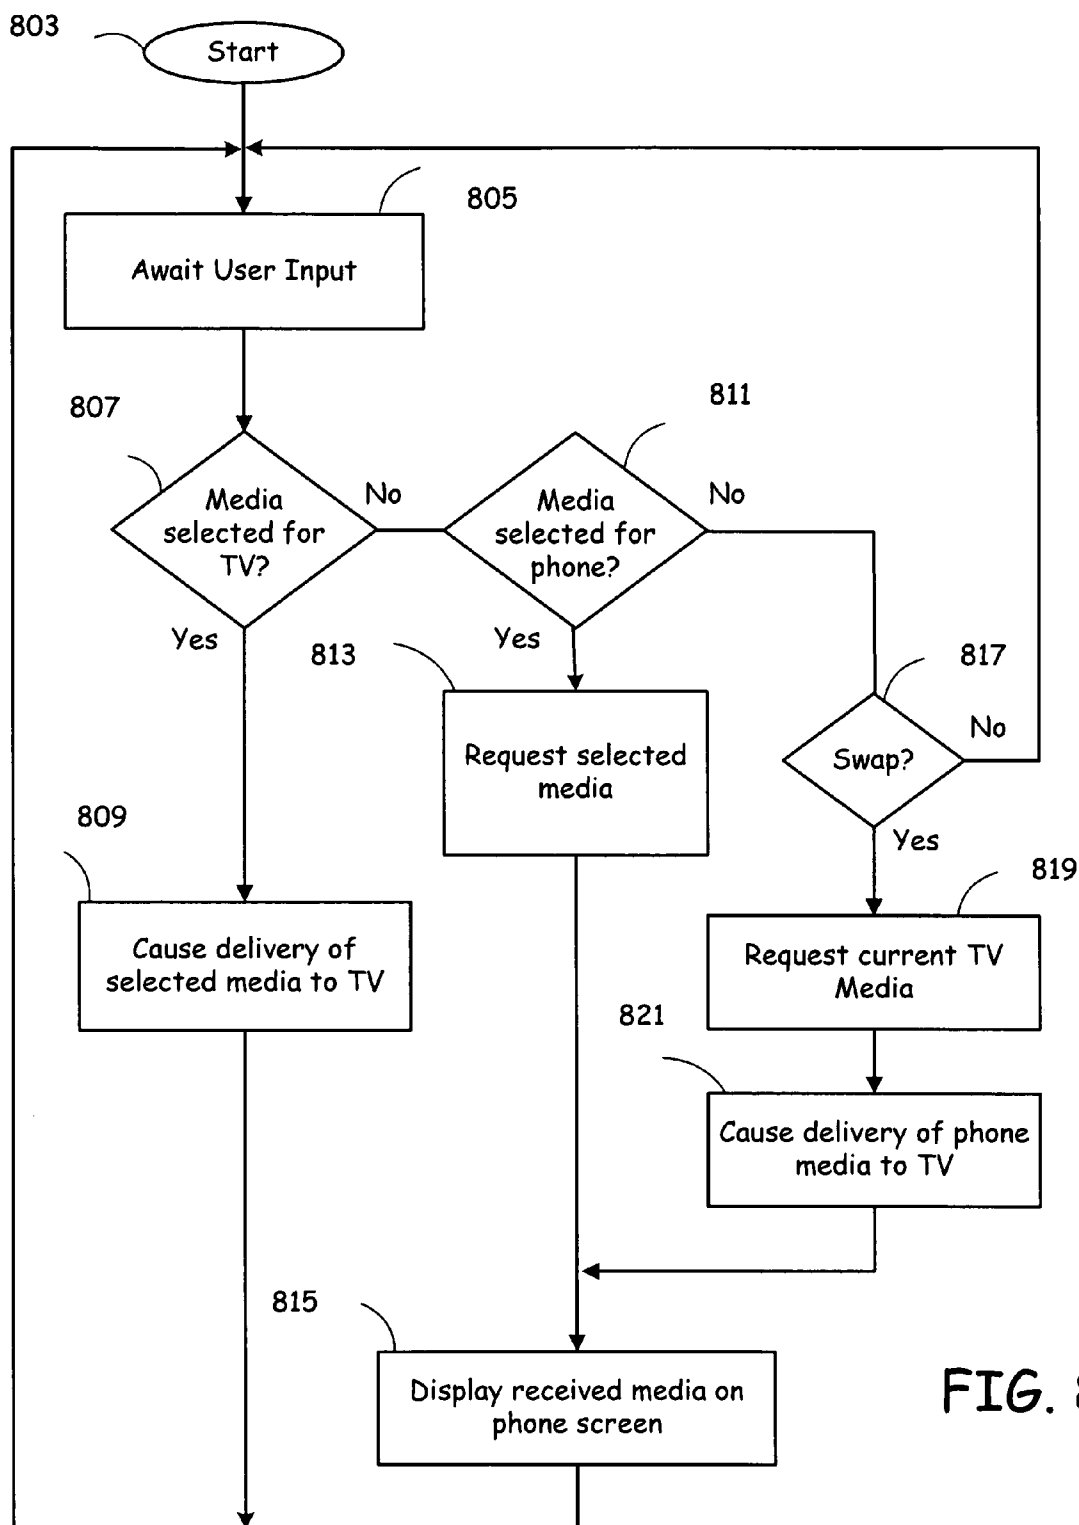 803
Start
805
Await User Input
807
Media
selected for
TV?
No
811
Media
selected for
phone?
No
Yes
813
Yes
Request selected
media
817
Swap?
No
Yes
809
Cause delivery of
selected media to TV
819
Request current TV
Media
821
Cause delivery of phone
media to TV
815
Display received media on
phone screen
FIG. 8